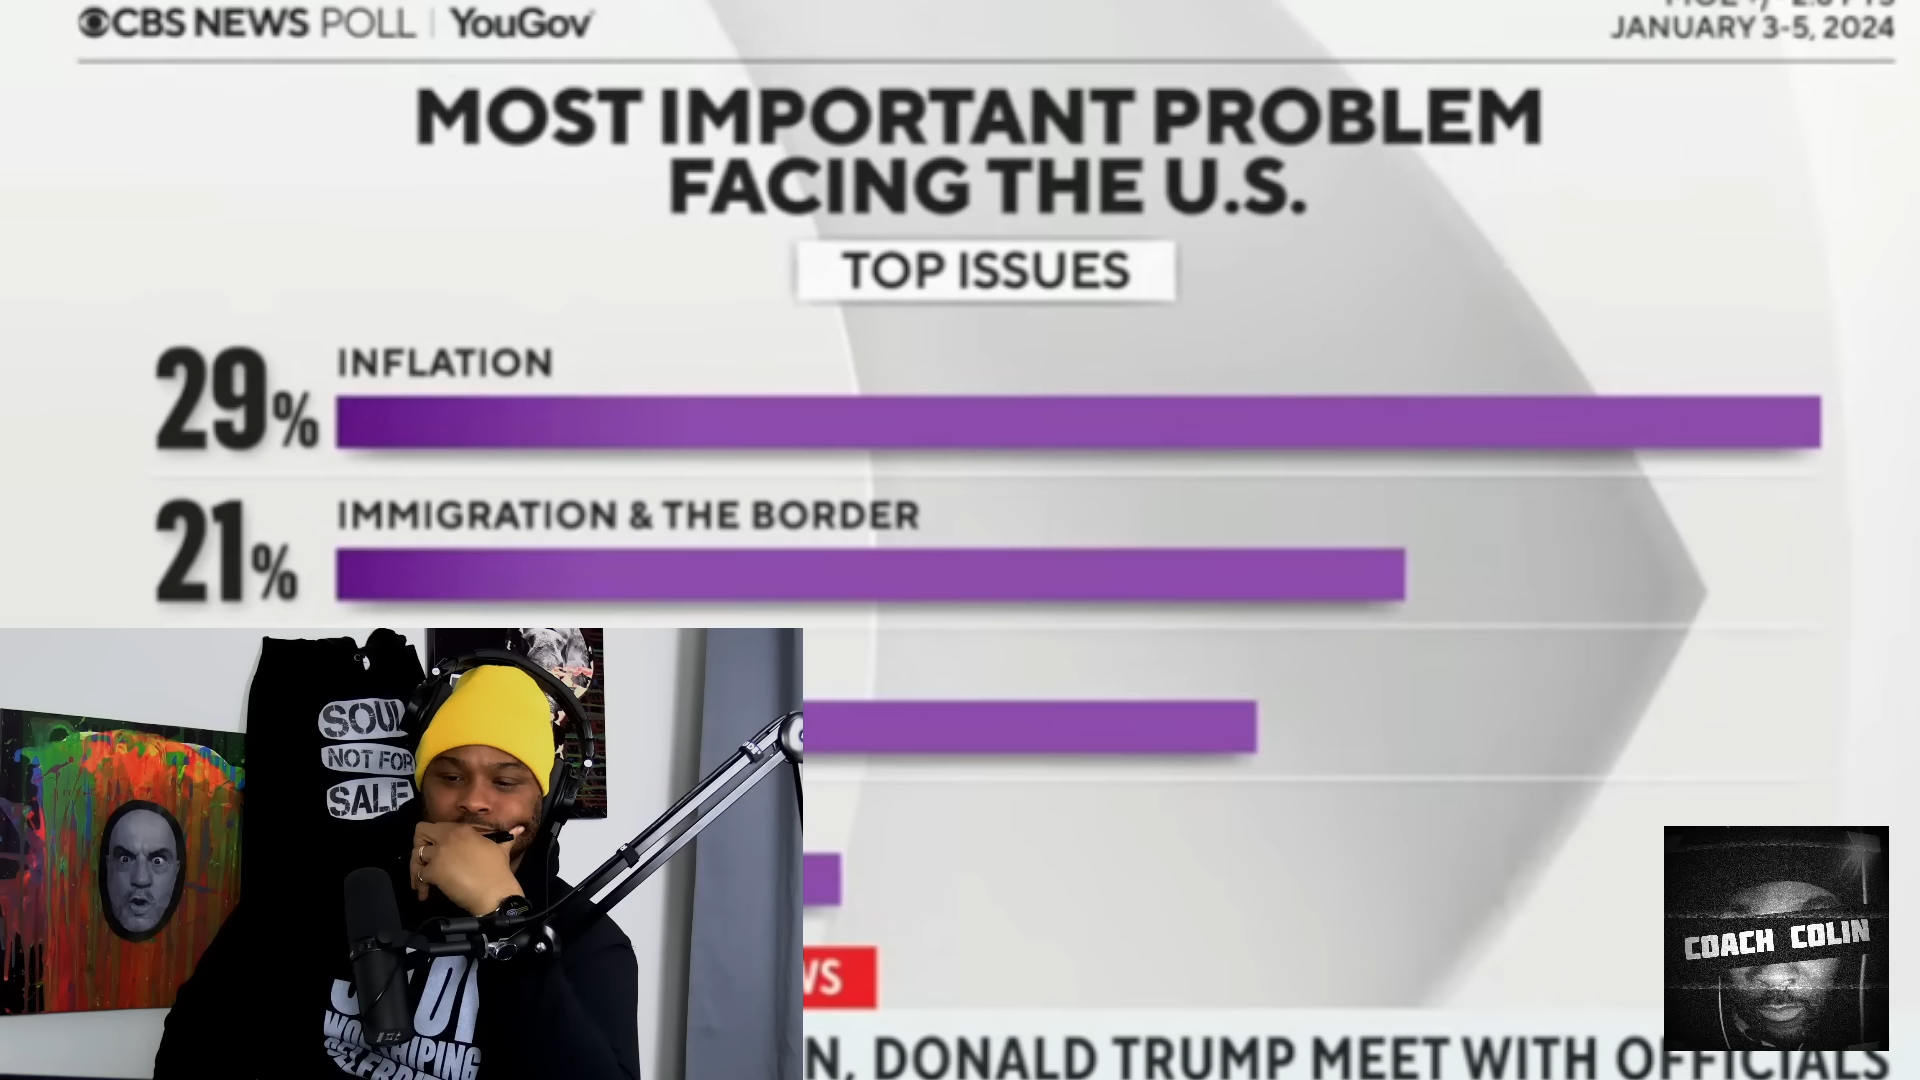 CBS NEWS POLL | YouGov
JANUARY 3-5, 2024
MOST IMPORTANT PROBLEM
FACING THE U.S.
TOP ISSUES
29% INFLATION
21% IMMIGRATION & THE BORDER
SOUL
NOT FOR
SALE
COACH COLIN
DONALD TRUMP MEET WITH OFFICIALS